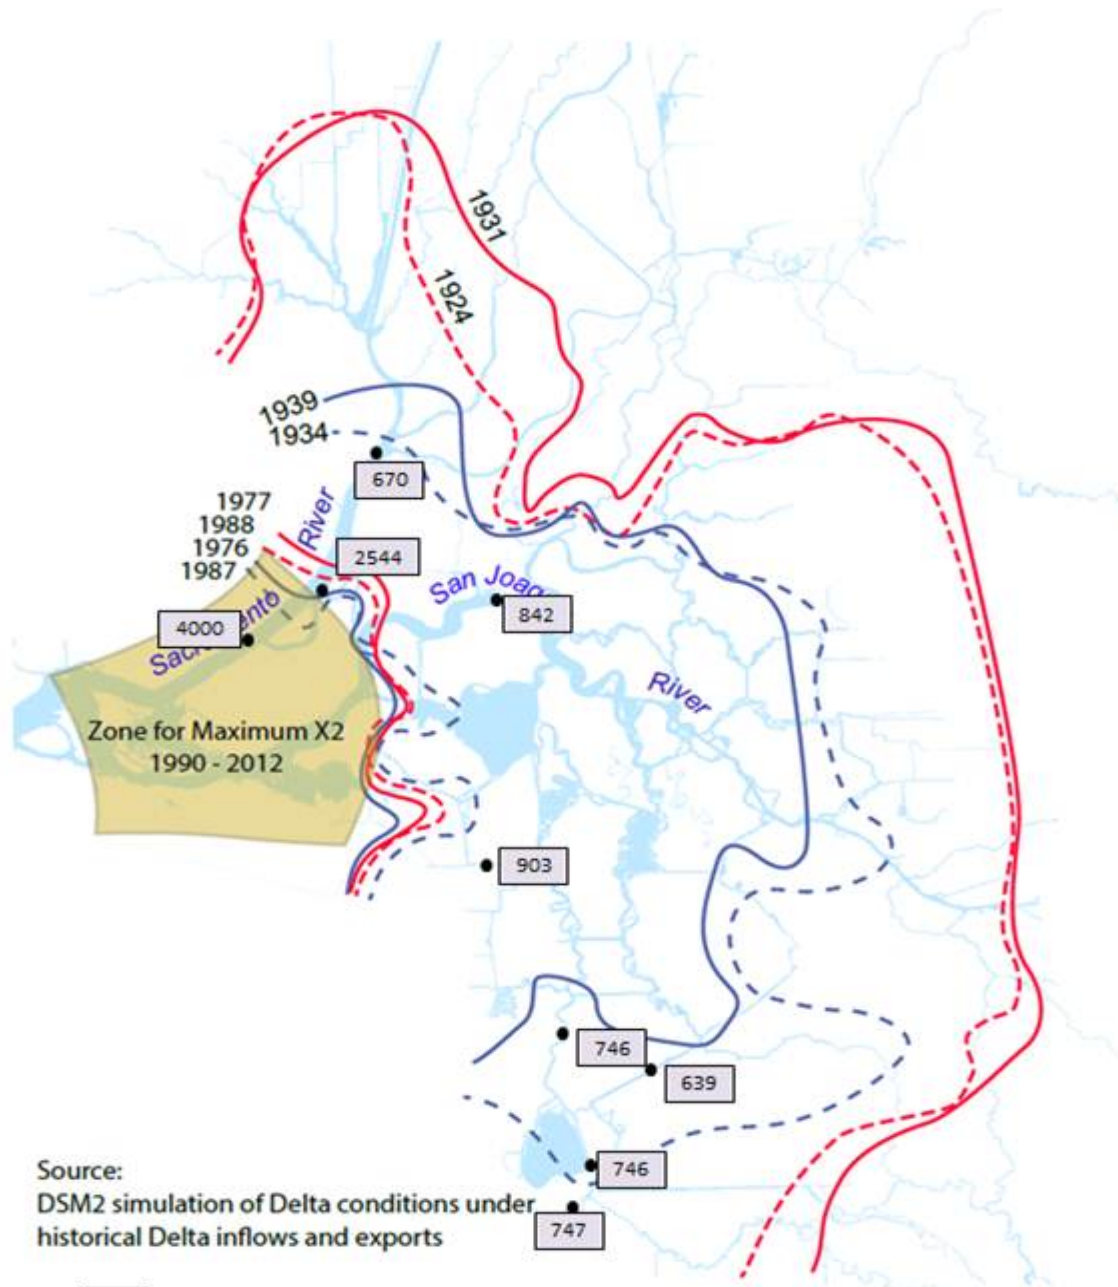 1931
1924
1939
1934
670
1977
1988
1976
1987
River
2544
San Joaq
842
4000
River
Zone for Maximum X2
1990 - 2012
903
746
639
746
747
Source:
DSM2 simulation of Delta conditions under
historical Delta inflows and exports